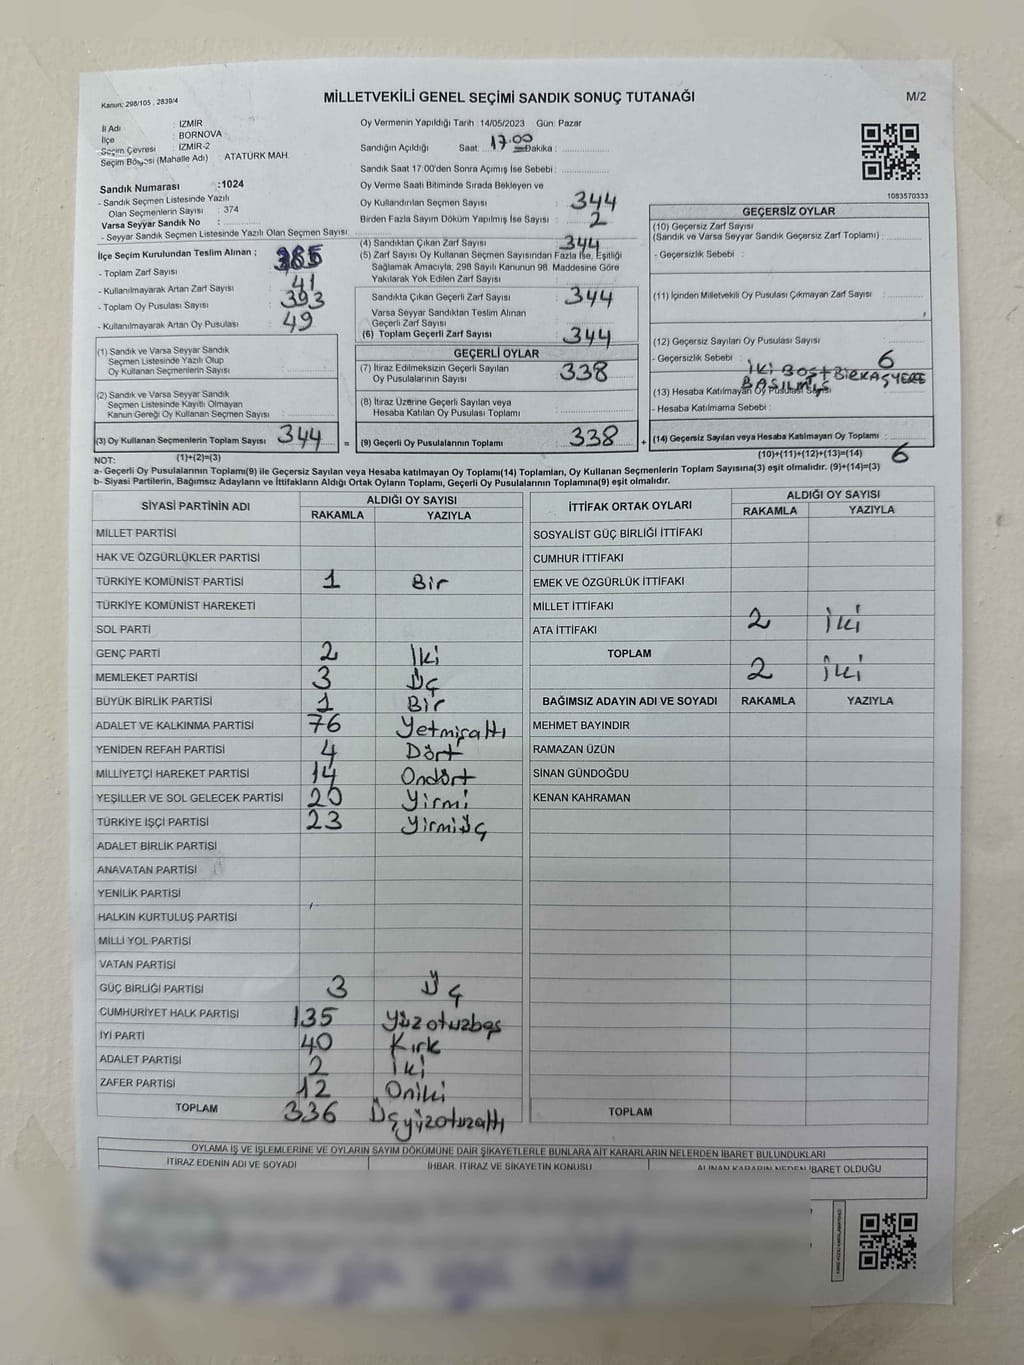 Kanun; 298/105 , 2839/4
MİLLETVEKİLİ GENEL SEÇİMİ SANDIK SONUÇ TUTANAĞI
M/2
İl Adı : İZMİR
İlçe : BORNOVA
Seçim Çevresi : İZMİR-2
Seçim Bölgesi (Mahalle Adı) : ATATÜRK MAH.
Sandık Numarası :1024
- Sandık Seçmen Listesinde Yazılı
Olan Seçmenlerin Sayısı : 374
Varsa Seyyar Sandık No :
- Seyyar Sandık Seçmen Listesinde Yazılı Olan Seçmen Sayısı :
İlçe Seçim Kurulundan Teslim Alınan ;
- Toplam Zarf Sayısı : 385
- Kullanılmayarak Artan Zarf Sayısı : 41
- Toplam Oy Pusulası Sayısı : 393
- Kullanılmayarak Artan Oy Pusulası : 49
Oy Vermenin Yapıldığı Tarih : 14/05/2023 Gün: Pazar
Sandığın Açıldığı Saat: 17.00 Dakika :
Sandık Saat 17:00'den Sonra Açımış İse Sebebi :
Oy Verme Saati Bitiminde Sırada Bekleyen ve
Oy Kullandırılan Seçmen Sayısı : 344
Birden Fazla Sayım Döküm Yapılmış İse Sayısı : 2
(4) Sandıktan Çıkan Zarf Sayısı : 344
(5) Zarf Sayısı Oy Kullanan Seçmen Sayısından Fazla İse, Eşitliği
Sağlamak Amacıyla, 298 Sayılı Kanunun 98. Maddesine Göre
Yakılarak Yok Edilen Zarf Sayısı :
Sandıkta Çıkan Geçerli Zarf Sayısı : 344
Varsa Seyyar Sandıktan Teslim Alınan
Geçerli Zarf Sayısı :
(6) Toplam Geçerli Zarf Sayısı : 344
1083570333
GEÇERSİZ OYLAR
(10) Geçersiz Zarf Sayısı
(Sandık ve Varsa Seyyar Sandık Geçersiz Zarf Toplamı) :
- Geçersizlik Sebebi :
(11) İçinden Milletvekili Oy Pusulası Çıkmayan Zarf Sayısı :
(12) Geçersiz Sayılan Oy Pusulası Sayısı : 6
- Geçersizlik Sebebi : İKİ BOŞ + BİRKAÇ YERE
BASILMIŞ
(13) Hesaba Katılmayan Oy Pusulası Sayısı
- Hesaba Katılmama Sebebi :
(14) Geçersiz Sayılan veya Hesaba Katılmayan Oy Toplamı : 6
(10)+(11)+(12)+(13)=(14)
(1) Sandık ve Varsa Seyyar Sandık
Seçmen Listesinde Yazılı Olup
Oy Kullanan Seçmenlerin Sayısı :
(2) Sandık ve Varsa Seyyar Sandık
Seçmen Listesinde Kayıtlı Olmayan
Kanun Gereği Oy Kullanan Seçmen Sayısı :
(3) Oy Kullanan Seçmenlerin Toplam Sayısı : 344 =
(1)+(2)=(3)
GEÇERLİ OYLAR
(7) İtiraz Edilmeksizin Geçerli Sayılan
Oy Pusulalarının Sayısı : 338
(8) İtiraz Üzerine Geçerli Sayılan veya
Hesaba Katılan Oy Pusulası Toplamı :
(9) Geçerli Oy Pusulalarının Toplamı : 338 +
NOT:
a- Geçerli Oy Pusulalarının Toplamı(9) ile Geçersiz Sayılan veya Hesaba katılmayan Oy Toplamı(14) Toplamları, Oy Kullanan Seçmenlerin Toplam Sayısına(3) eşit olmalıdır. (9)+(14)=(3)
b- Siyasi Partilerin, Bağımsız Adayların ve İttifakların Aldığı Ortak Oyların Toplamı, Geçerli Oy Pusulalarının Toplamına(9) eşit olmalıdır.
SİYASİ PARTİNİN ADI ALDIĞI OY SAYISI
RAKAMLA YAZIYLA
MİLLET PARTİSİ
HAK VE ÖZGÜRLÜKLER PARTİSİ
TÜRKİYE KOMÜNİST PARTİSİ 1 Bir
TÜRKİYE KOMÜNİST HAREKETİ
SOL PARTİ
GENÇ PARTİ 2 İki
MEMLEKET PARTİSİ 3 Üç
BÜYÜK BİRLİK PARTİSİ 1 Bir
ADALET VE KALKINMA PARTİSİ 76 Yetmişaltı
YENİDEN REFAH PARTİSİ 4 Dört
MİLLİYETÇİ HAREKET PARTİSİ 14 Ondört
YEŞİLLER VE SOL GELECEK PARTİSİ 20 Yirmi
TÜRKİYE İŞÇİ PARTİSİ 23 Yirmiüç
ADALET BİRLİK PARTİSİ
ANAVATAN PARTİSİ
YENİLİK PARTİSİ
HALKIN KURTULUŞ PARTİSİ
MİLLİ YOL PARTİSİ
VATAN PARTİSİ
GÜÇ BİRLİĞİ PARTİSİ 3 Üç
CUMHURİYET HALK PARTİSİ 135 Yüzotuzbeş
İYİ PARTİ 40 Kırk
ADALET PARTİSİ 2 İki
ZAFER PARTİSİ 12 Oniki
TOPLAM 336 Üçyüzotuzaltı
İTTİFAK ORTAK OYLARI ALDIĞI OY SAYISI
RAKAMLA YAZIYLA
SOSYALİST GÜÇ BİRLİĞİ İTTİFAKI
CUMHUR İTTİFAKI
EMEK VE ÖZGÜRLÜK İTTİFAKI
MİLLET İTTİFAKI
ATA İTTİFAKI 2 İki
TOPLAM 2 İki
BAĞIMSIZ ADAYIN ADI VE SOYADI RAKAMLA YAZIYLA
MEHMET BAYINDIR
RAMAZAN ÜZÜN
SİNAN GÜNDOĞDU
KENAN KAHRAMAN
TOPLAM
OYLAMA İŞ VE İŞLEMLERİNE VE OYLARIN SAYIM DÖKÜMÜNE DAİR ŞİKAYETLERLE BUNLARA AİT KARARLARIN NELERDEN İBARET BULUNDUKLARI
İTİRAZ EDENİN ADI VE SOYADI İHBAR, İTİRAZ VE ŞİKAYETİN KONUSU ALINAN KARARIN NEDEN İBARET OLDUĞU